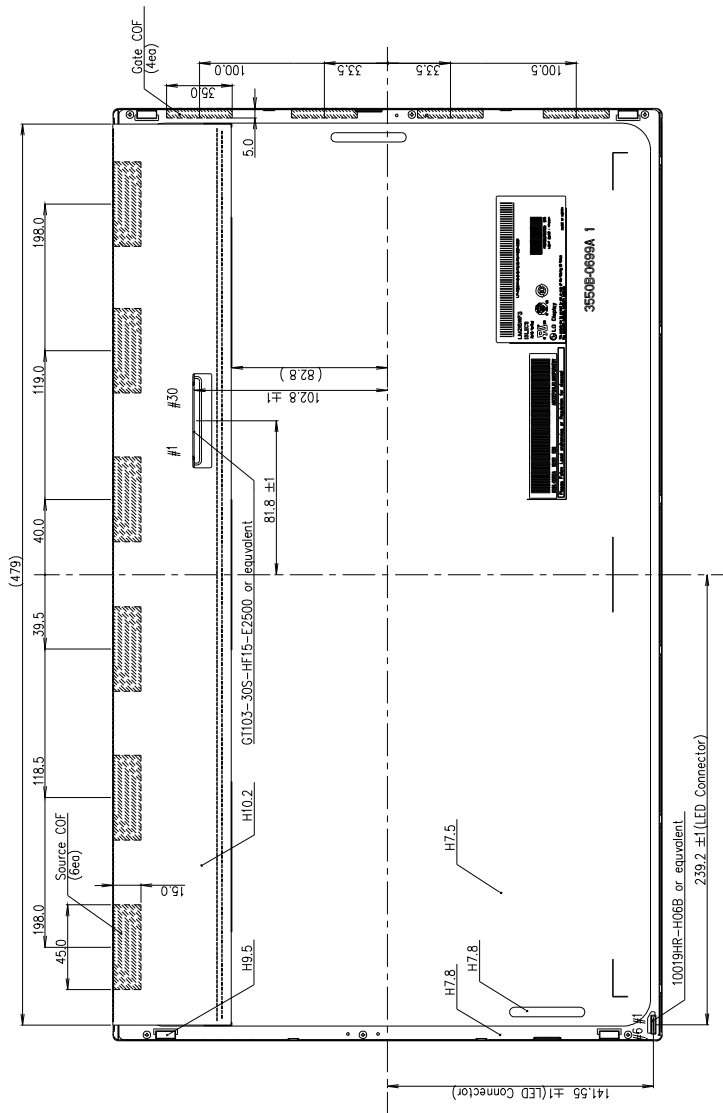 Gate COF
(4ea)
100.0
33.5
33.5
100.5
35.0
5.0
(479)
198.0
119.0
40.0
39.5
118.5
198.0
45.0
15.0
Source COF
(6ea)
#1
#30
(82.8)
102.8 ±1
81.8 ±1
GT103-30S-HF15-E2500 or equivalent
H10.2
H9.5
H7.5
H7.8
H7.8
3550B-0699A 1
LG Display
#6
#1
10019HR-H06B or equivalent
239.2 ±1(LED Connector)
141.55 ±1(LED Connector)